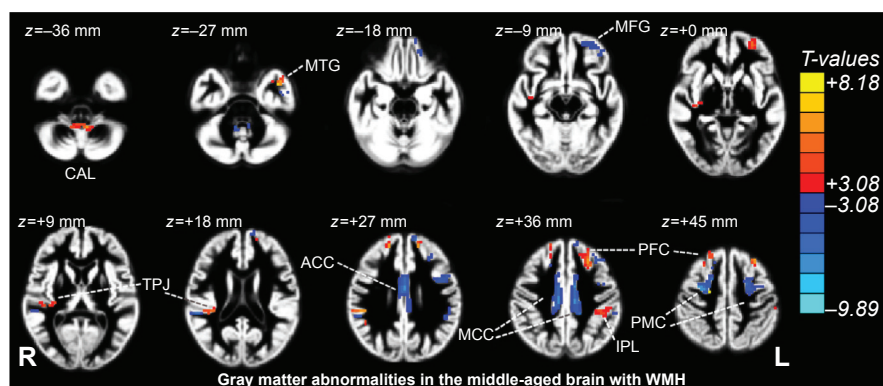 z=–36 mm
z=–27 mm
z=–18 mm
z=–9 mm
MFG
z=+0 mm
T-values
MTG
+8.18
CAL
+3.08
–3.08
z=+9 mm
z=+18 mm
z=+27 mm
z=+36 mm
z=+45 mm
PFC
ACC
TPJ
MCC
PMC
–9.89
IPL
R
L
Gray matter abnormalities in the middle-aged brain with WMH